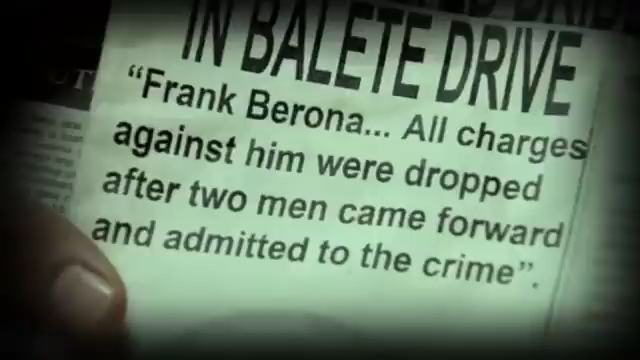 IN BALETE DRIVE
“Frank Berona... All charges
against him were dropped
after two men came forward
and admitted to the crime”.